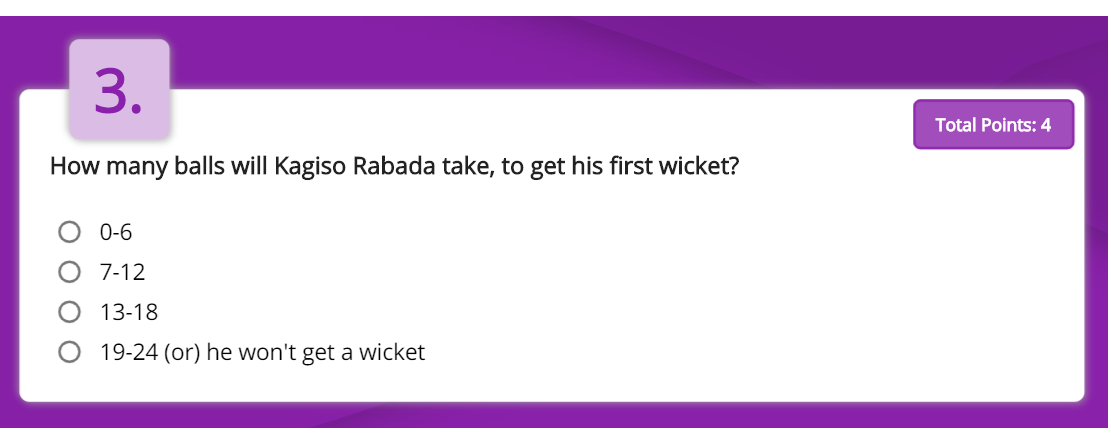 3.
Total Points: 4
How many balls will Kagiso Rabada take, to get his first wicket?
0-6
7-12
13-18
19-24 (or) he won't get a wicket